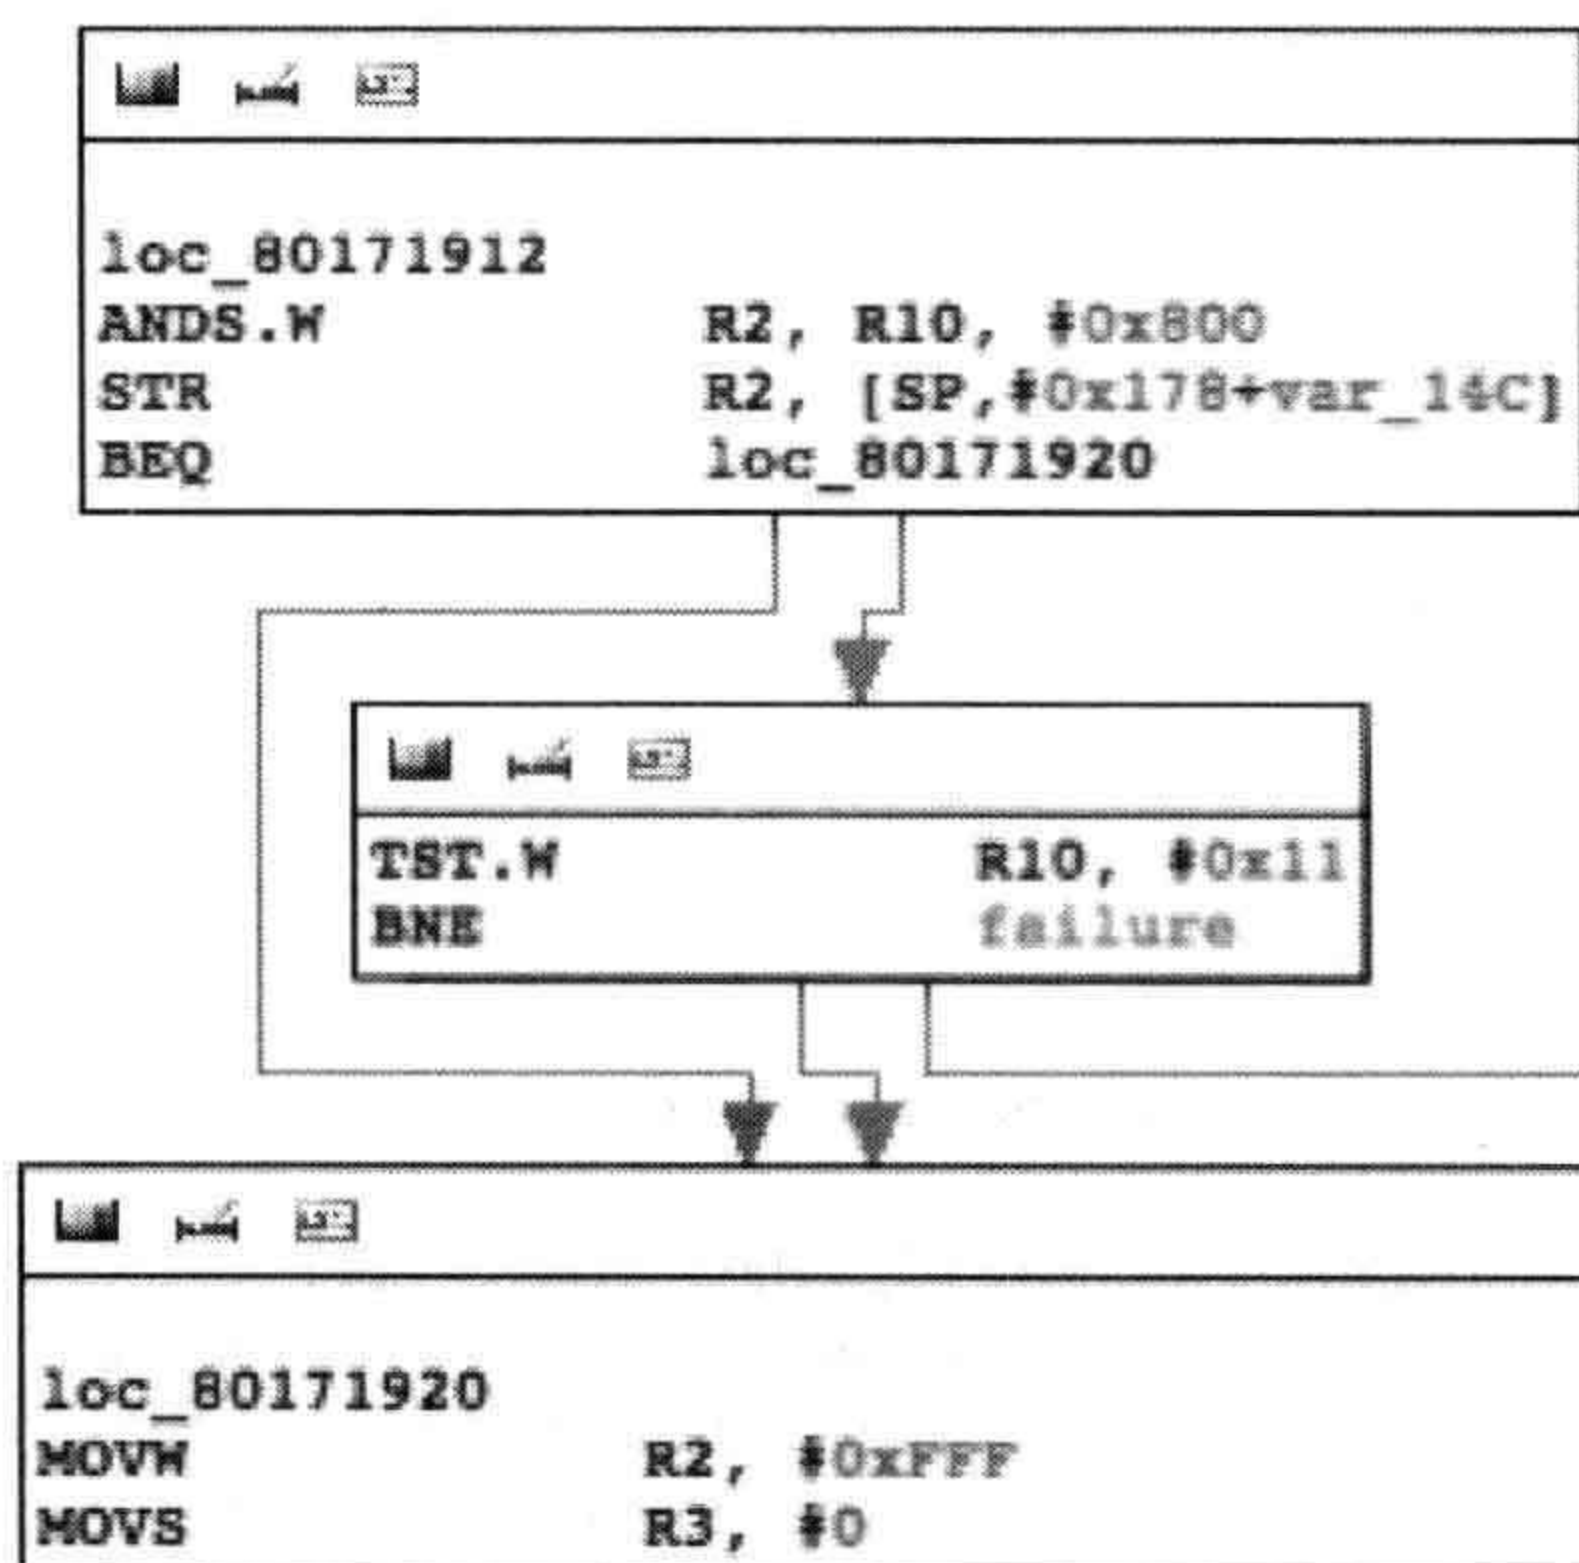 loc_80171912
ANDS.W R2, R10, #0x800
STR R2, [SP,#0x178+var_14C]
BEQ loc_80171920
TST.W R10, #0x11
BNE failure
loc_80171920
MOVW R2, #0xFFF
MOVS R3, #0